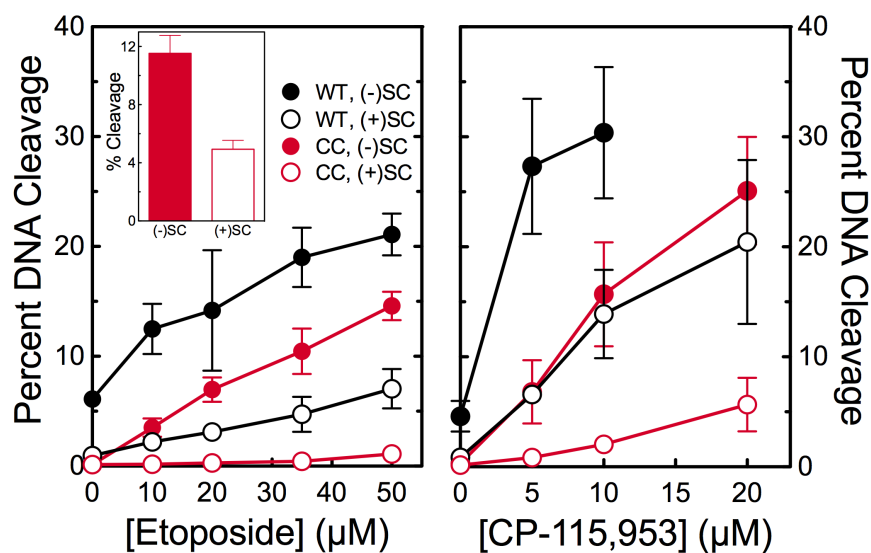 40
30
20
10
0
Percent DNA Cleavage
12
8
4
0
% Cleavage
(-)SC (+)SC
WT, (-)SC
WT, (+)SC
CC, (-)SC
CC, (+)SC
0 10 20 30 40 50
[Etoposide] (µM)
0 5 10 15 20
[CP-115,953] (µM)
40
30
20
10
0
Percent DNA Cleavage